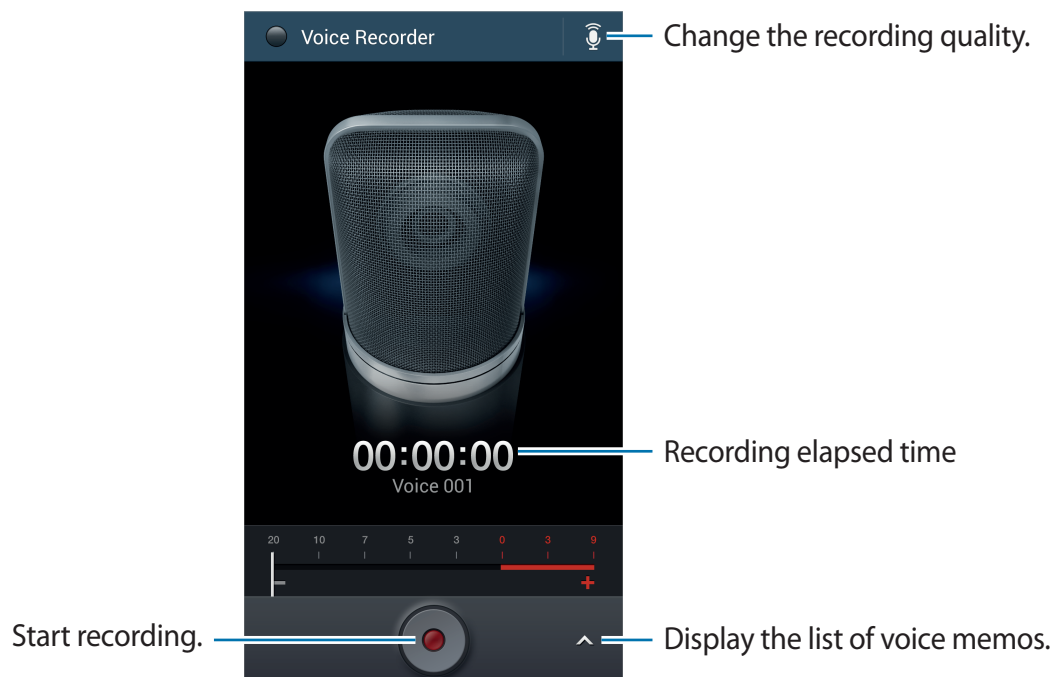 Voice Recorder
Change the recording quality.
00:00:00
Recording elapsed time
Voice 001
20 10 7 5 3 0 3 9
− +
Start recording.
Display the list of voice memos.